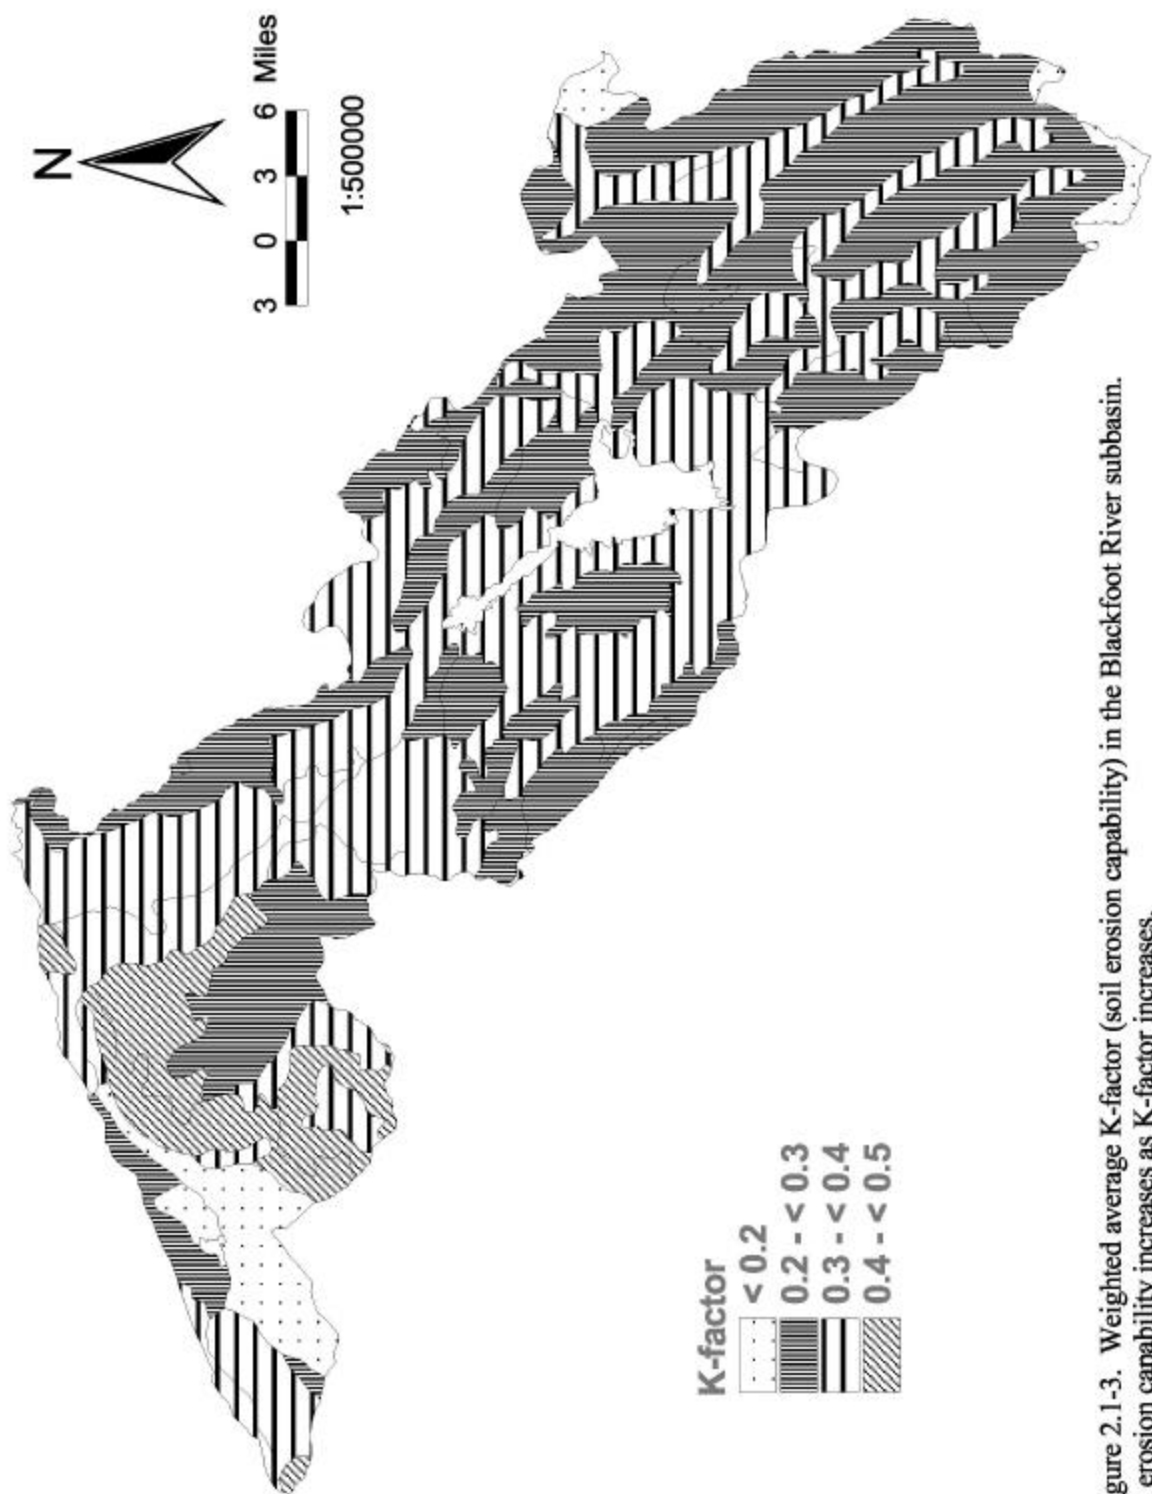 N
3 0 3 6 Miles
1:500000
K-factor
< 0.2
0.2 - < 0.3
0.3 - < 0.4
0.4 - < 0.5
gure 2.1-3. Weighted average K-factor (soil erosion capability) in the Blackfoot River subbasin.
erosion capability increases as K-factor increases.